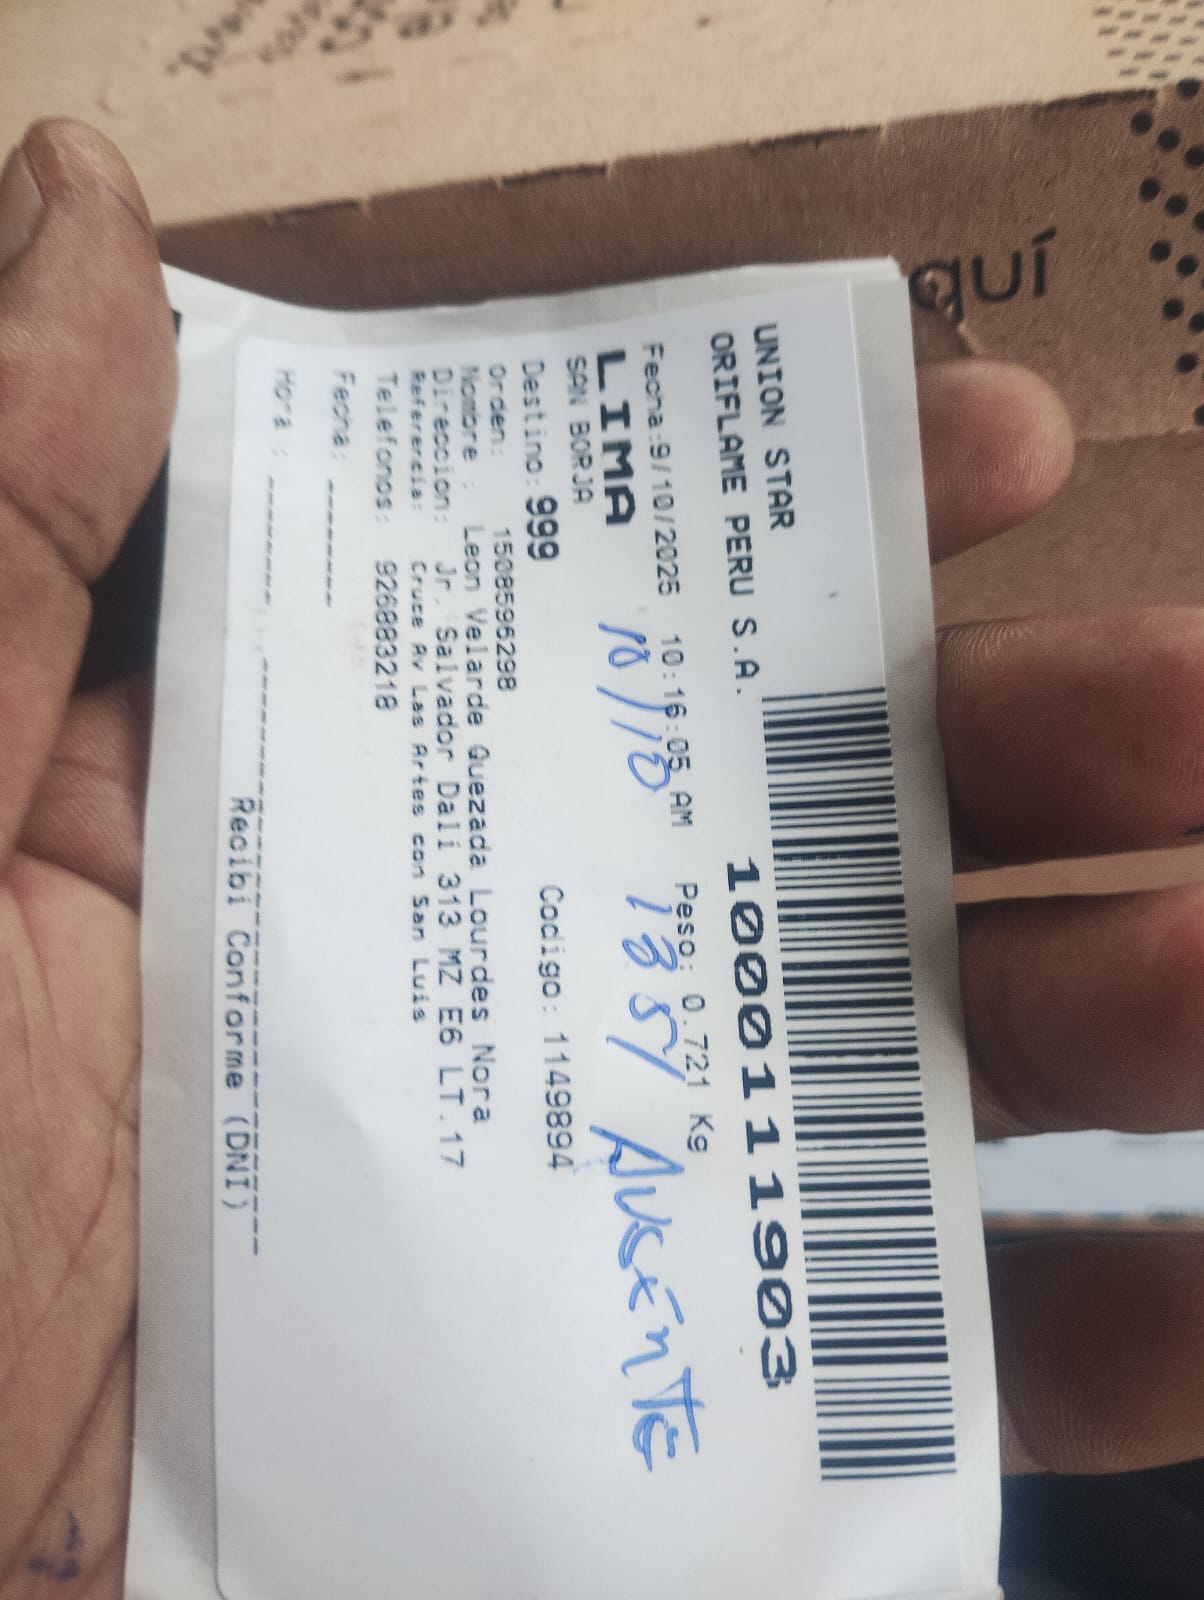 quí
UNION STAR
ORIFLAME PERU S.A.
10001111903
Fecha:9/10/2025 10:16:05 AM Peso: 0.721 Kg
LIMA
10/10 1351 AUSENTE
SAN BORJA
Destino: 999
Codigo: 1149894
Orden: 1508596298
Nombre : Leon Velarde Quezada Lourdes Nora
Direccion: Jr. Salvador Dali 313 MZ E6 LT.17
Referencia: Cruce Av Las Artes con San Luis
Telefonos: 926883218
Fecha: ------
Hora : ------
Recibi Conforme (DNI)